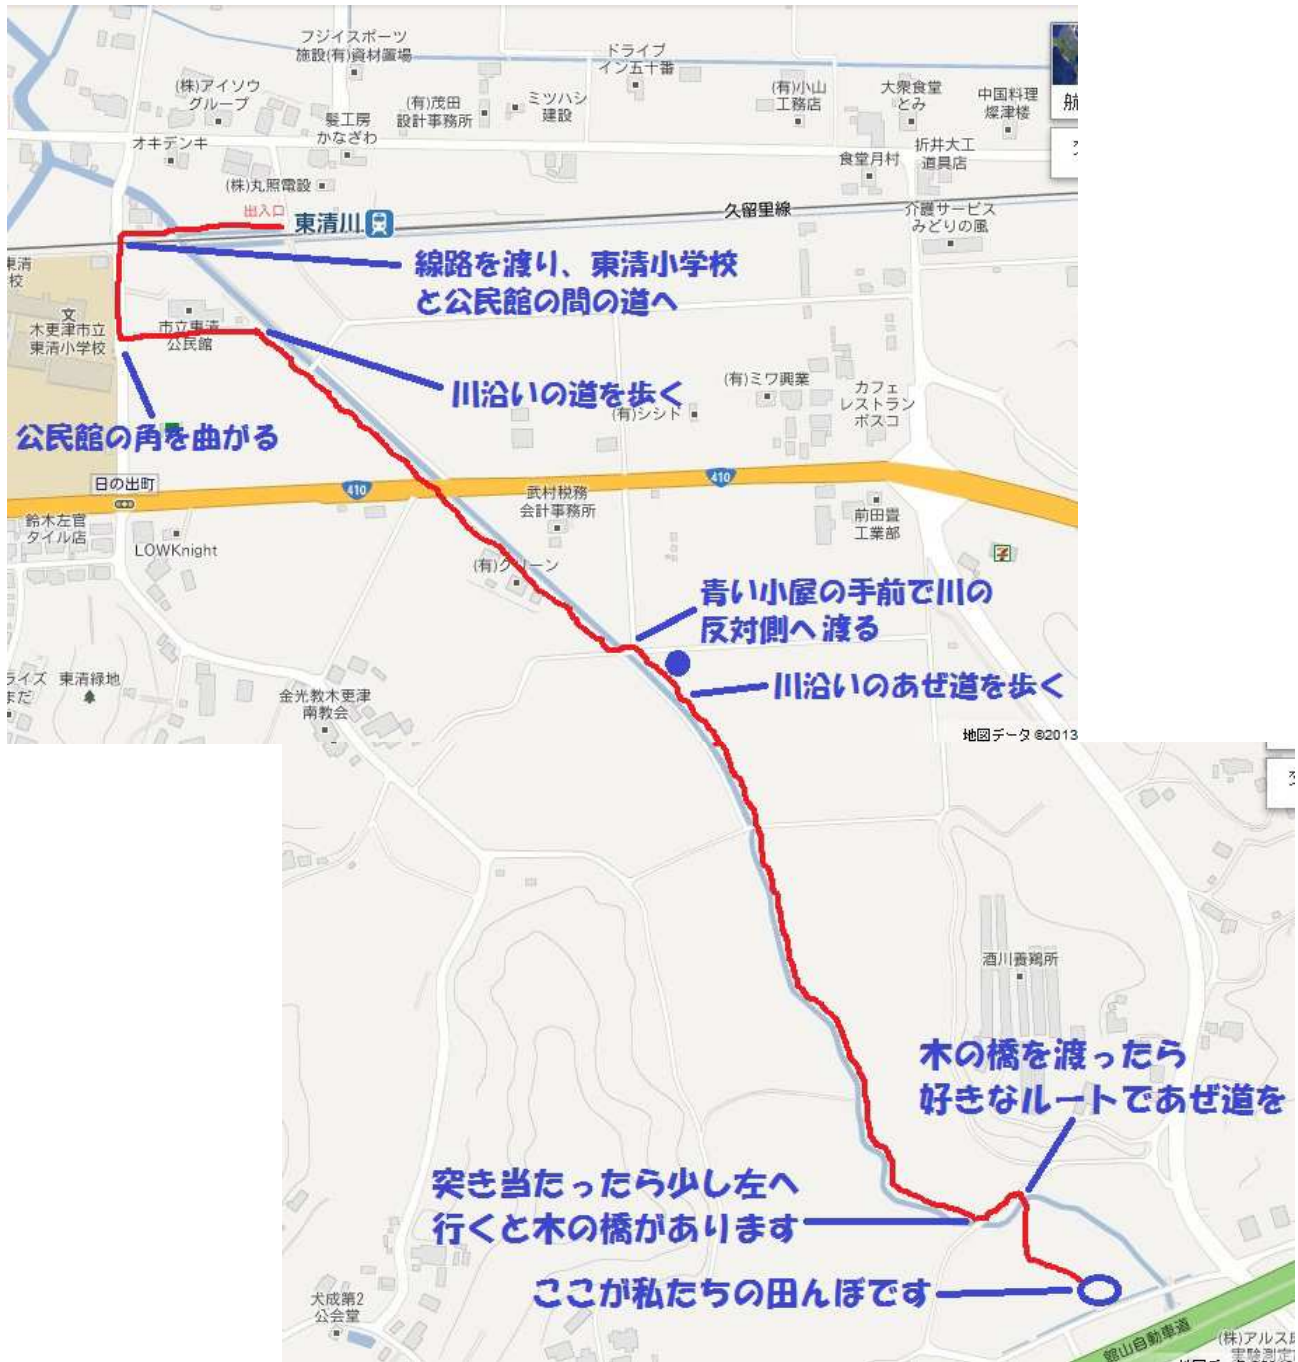 フジイスポーツ
施設(有)資材置場
ドライブ
イン五十番
(株)アイソウ
グループ
(有)茂田
設計事務所
ミツハシ
建設
(有)小山
工務店
大衆食堂
とみ
中国料理
燦津楼
航
オキデンキ
髪工房
かなざわ
食堂月村
折井大工
道具店
(株)丸照電設
出入口
東清川
久留里線
介護サービス
みどりの風
線路を渡り、東清小学校
と公民館の間の道へ
東清
校
文
木更津市立
東清小学校
市立東清
公民館
川沿いの道を歩く
(有)ミワ興業
カフェ
レストラン
ボスコ
(有)シシド
公民館の角を曲がる
日の出町
410
410
武村税務
会計事務所
前田畳
工業部
鈴木左官
タイル店
LOWKnight
(有)クリーン
青い小屋の手前で川の
反対側へ渡る
ライズ
まだ
東清緑地
金光教木更津
南教会
川沿いのあぜ道を歩く
地図データ ©2013
酒川養鶏所
木の橋を渡ったら
好きなルートであぜ道を
突き当たったら少し左へ
行くと木の橋があります
ここが私たちの田んぼです
犬成第2
公会堂
館山自動車道
(株)アルス
実験測定